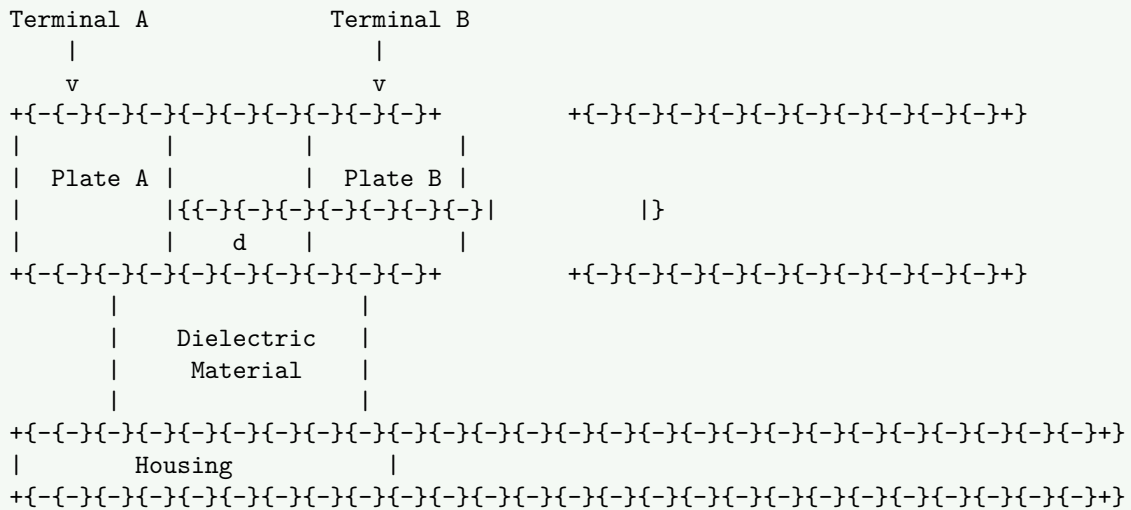 Terminal A                Terminal B
    |                         |
    v                         v
+{-{-}{-}{-}{-}{-}{-}{-}{-}{-}+         +{-}{-}{-}{-}{-}{-}{-}{-}{-}{-}+}
|          |         |          |
|  Plate A |         |  Plate B |
|          |{{-}{-}{-}{-}{-}{-}{-}|          |}
|          |    d    |          |
+{-{-}{-}{-}{-}{-}{-}{-}{-}{-}+         +{-}{-}{-}{-}{-}{-}{-}{-}{-}{-}+}
       |                 |
       |    Dielectric   |
       |     Material    |
       |                 |
+{-{-}{-}{-}{-}{-}{-}{-}{-}{-}{-}{-}{-}{-}{-}{-}{-}{-}{-}{-}{-}{-}{-}{-}{-}+}
|        Housing           |
+{-{-}{-}{-}{-}{-}{-}{-}{-}{-}{-}{-}{-}{-}{-}{-}{-}{-}{-}{-}{-}{-}{-}{-}{-}+}